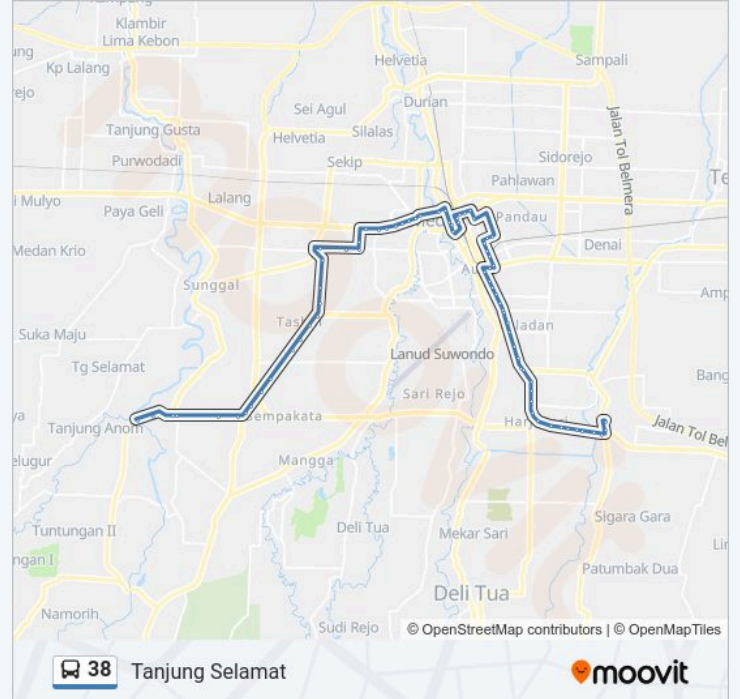 Klambir
Lima Kebon
Kp Lalang
Helvetia
Sampali
Durian
Sei Agul
Tanjung Gusta
Helvetia
Silalas
Jalan Tol Belmera
Purwodadi
Sekip
Sidorejo
Pahlawan
i Mulyo
Lalang
Paya Geli
Pandau
Medan Krio
Denai
Sunggal
Suka Maju
Tg Selamat
Lanud Suwondo
Sari Rejo
Tanjung Anom
empakata
Jalan Tol Bel
elugur
Mangga
Tuntungan II
Deli Tua
Mekar Sari
Sigara Gara
ngan I
Patumbak Dua
Deli Tua
Namorih
Sudi Rejo
© OpenStreetMap contributors | © OpenMapTiles
38 Tanjung Selamat
moovit